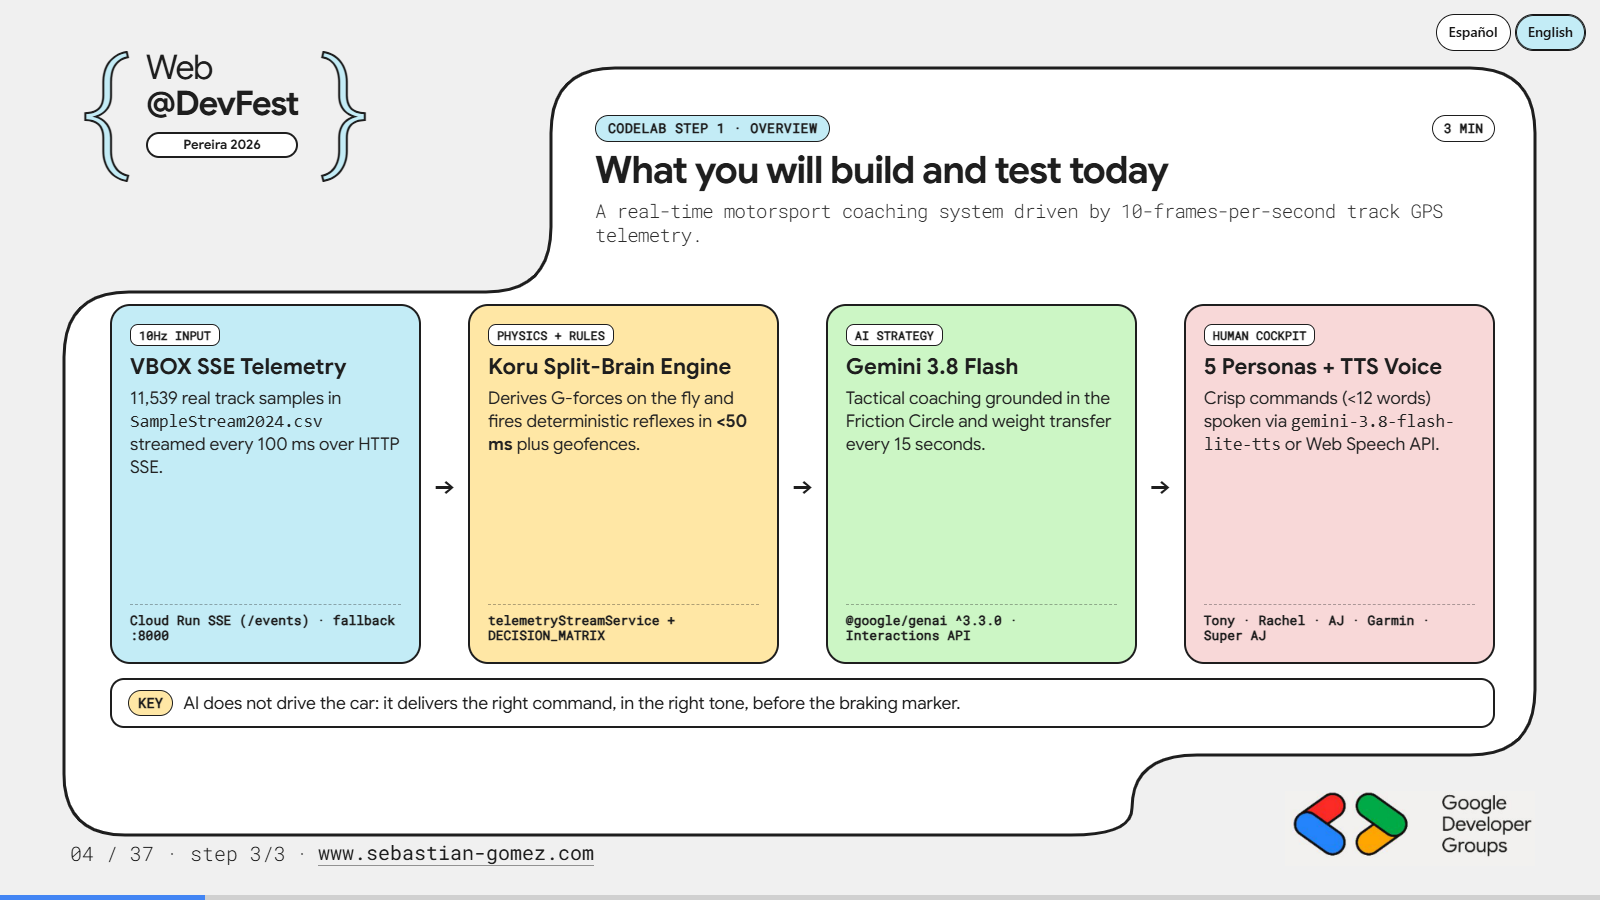 Español
English
Web
@DevFest
Pereira 2026
CODELAB STEP 1 · OVERVIEW
3 MIN
What you will build and test today
A real-time motorsport coaching system driven by 10-frames-per-second track GPS
telemetry.
10Hz INPUT
VBOX SSE Telemetry
11,539 real track samples in
SampleStream2024.csv
streamed every 100 ms over HTTP
SSE.
Cloud Run SSE (/events) · fallback
:8000
→
PHYSICS + RULES
Koru Split-Brain Engine
Derives G-forces on the fly and
fires deterministic reflexes in <50
ms plus geofences.
telemetryStreamService +
DECISION_MATRIX
→
AI STRATEGY
Gemini 3.8 Flash
Tactical coaching grounded in the
Friction Circle and weight transfer
every 15 seconds.
@google/genai ^3.3.0 ·
Interactions API
→
HUMAN COCKPIT
5 Personas + TTS Voice
Crisp commands (<12 words)
spoken via gemini-3.8-flash-
lite-tts or Web Speech API.
Tony · Rachel · AJ · Garmin ·
Super AJ
KEY AI does not drive the car: it delivers the right command, in the right tone, before the braking marker.
04 / 37 · step 3/3 · www.sebastian-gomez.com
Google
Developer
Groups